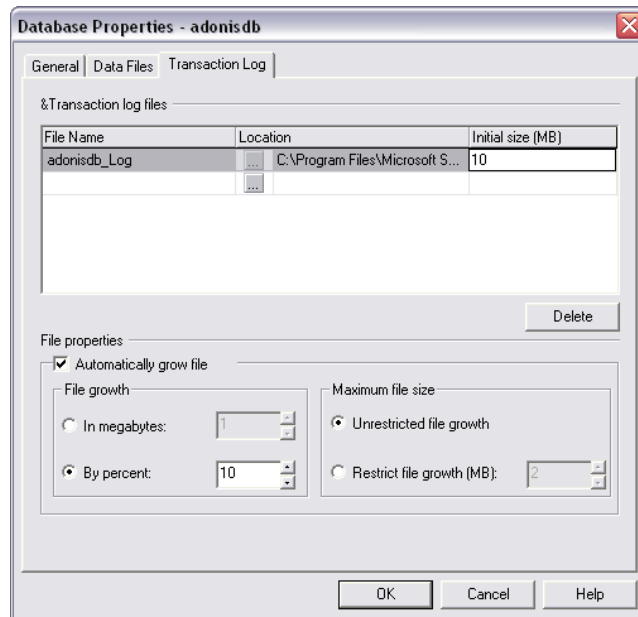 Database Properties - adonisdb
General Data Files Transaction Log
&Transaction log files
File Name Location Initial size (MB)
adonisdb_Log ... C:\Program Files\Microsoft S... 10
...
Delete
File properties
Automatically grow file
File growth Maximum file size
In megabytes: 1 Unrestricted file growth
By percent: 10 Restrict file growth (MB): 2
OK Cancel Help